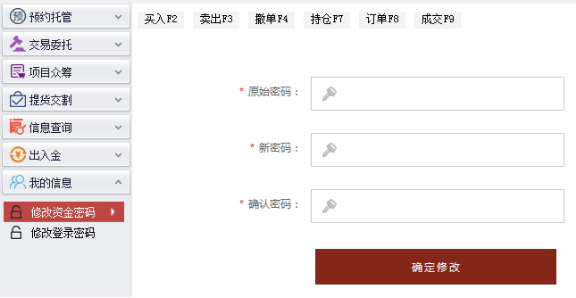 预约托管
交易委托
项目众筹
提货交割
信息查询
出入金
我的信息
修改资金密码
修改登录密码
买入F2 卖出F3 撤单F4 持仓F7 订单F8 成交F9
* 原始密码：
* 新密码：
* 确认密码：
确定修改